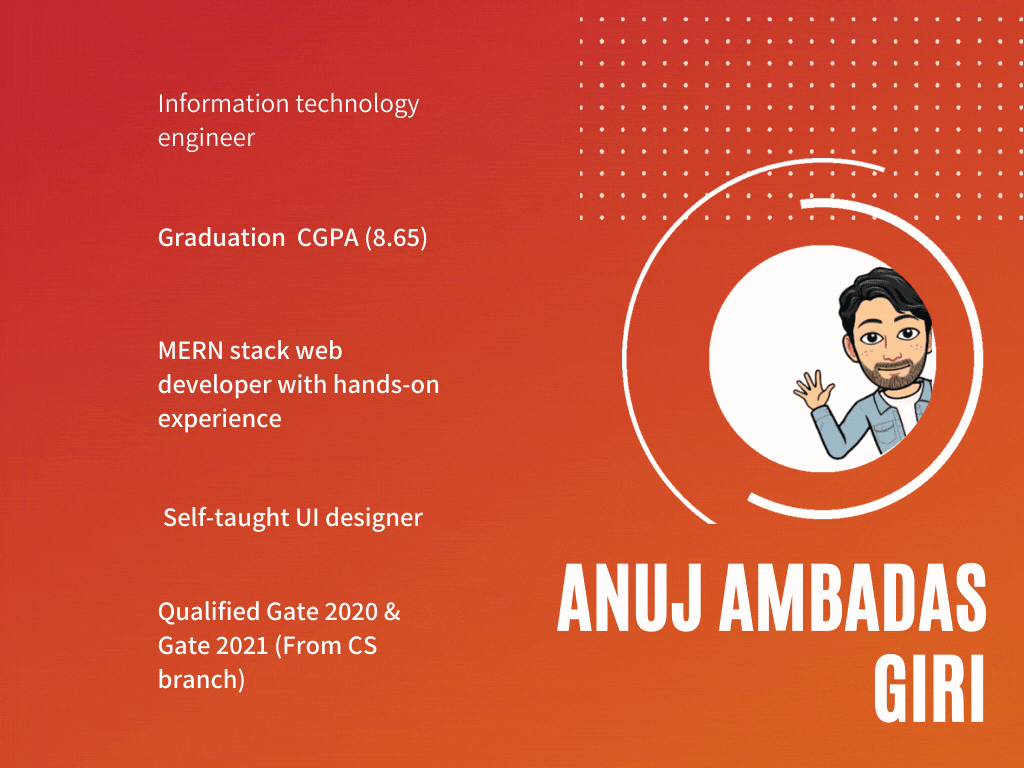 Information technology
engineer
Graduation  CGPA (8.65)
MERN stack web
developer with hands-on
experience
Self-taught UI designer
Qualified Gate 2020 &
Gate 2021 (From CS
branch)
ANUJ AMBADAS
GIRI